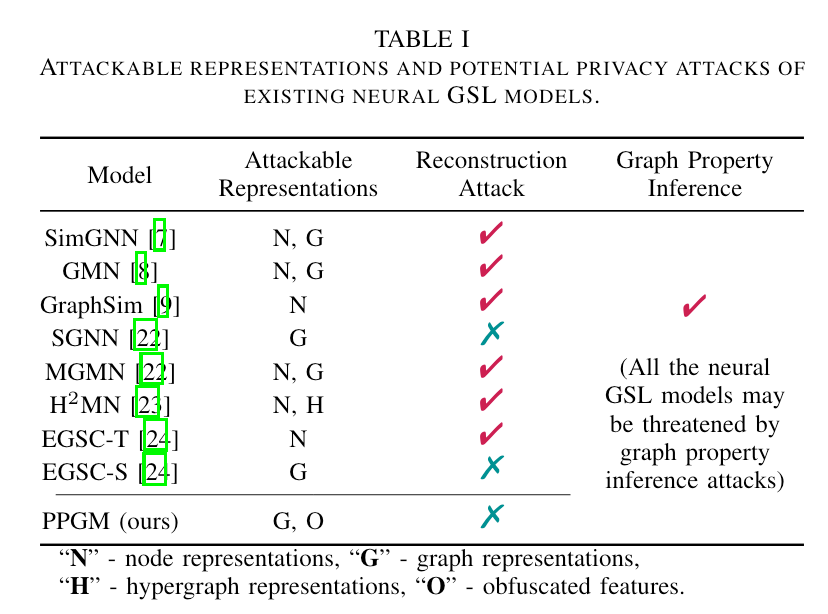 TABLE I
ATTACKABLE REPRESENTATIONS AND POTENTIAL PRIVACY ATTACKS OF
EXISTING NEURAL GSL MODELS.
Model Attackable Representations Reconstruction Attack Graph Property Inference
SimGNN [7] N, G ✓
GMN [8] N, G ✓
GraphSim [9] N ✓ ✓
SGNN [22] G ✗
MGMN [22] N, G ✓
H²MN [23] N, H ✓
EGSC-T [24] N ✓
EGSC-S [24] G ✗
(All the neural
GSL models may
be threatened by
graph property
inference attacks)
PPGM (ours) G, O ✗
“N” - node representations, “G” - graph representations,
“H” - hypergraph representations, “O” - obfuscated features.